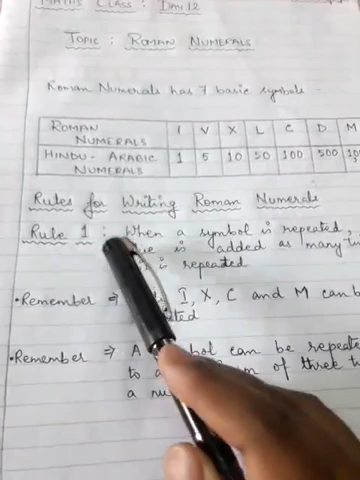 MATHS CLASS : DAY 12
TOPIC : ROMAN NUMERALS
Roman Numerals has 7 basic symbols -
ROMAN NUMERALS I V X L C D M
HINDU-ARABIC NUMERALS 1 5 10 50 100 500
Rules for Writing Roman Numerals
Rule 1 : When a symbol is repeated,
is added as many
is repeated
• Remember ⇒ I, X, C and M can be
• Remember ⇒ A can be repeated
to a of three
a